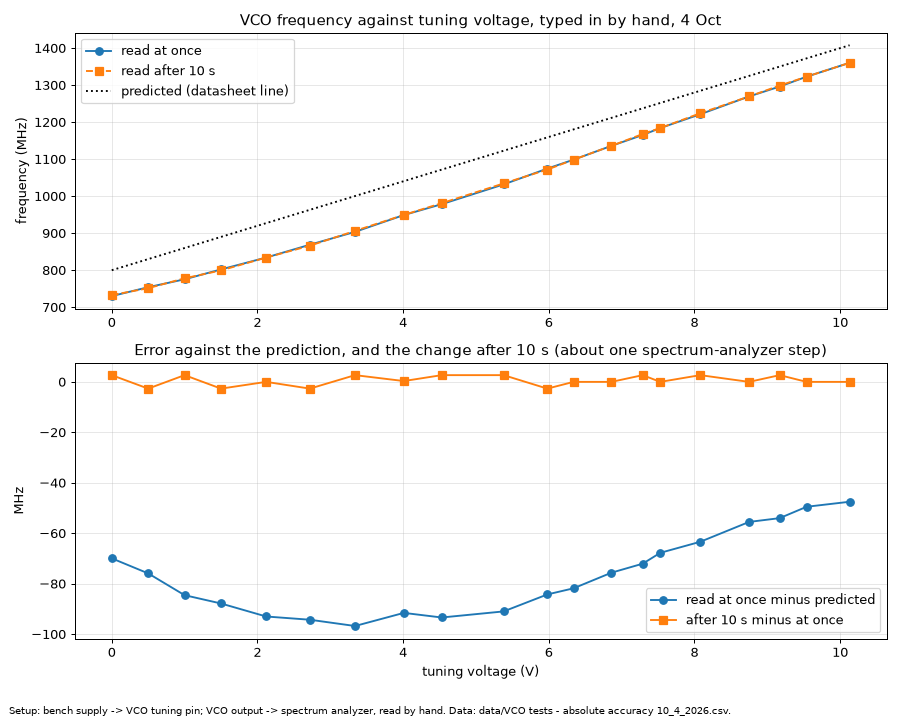 VCO frequency against tuning voltage, typed in by hand, 4 Oct
read at once
read after 10 s
predicted (datasheet line)
frequency (MHz)
1400
1300
1200
1100
1000
900
800
700
0 2 4 6 8 10
Error against the prediction, and the change after 10 s (about one spectrum-analyzer step)
MHz
0
−20
−40
−60
−80
−100
read at once minus predicted
after 10 s minus at once
0 2 4 6 8 10
tuning voltage (V)
Setup: bench supply -> VCO tuning pin; VCO output -> spectrum analyzer, read by hand. Data: data/VCO tests - absolute accuracy 10_4_2026.csv.